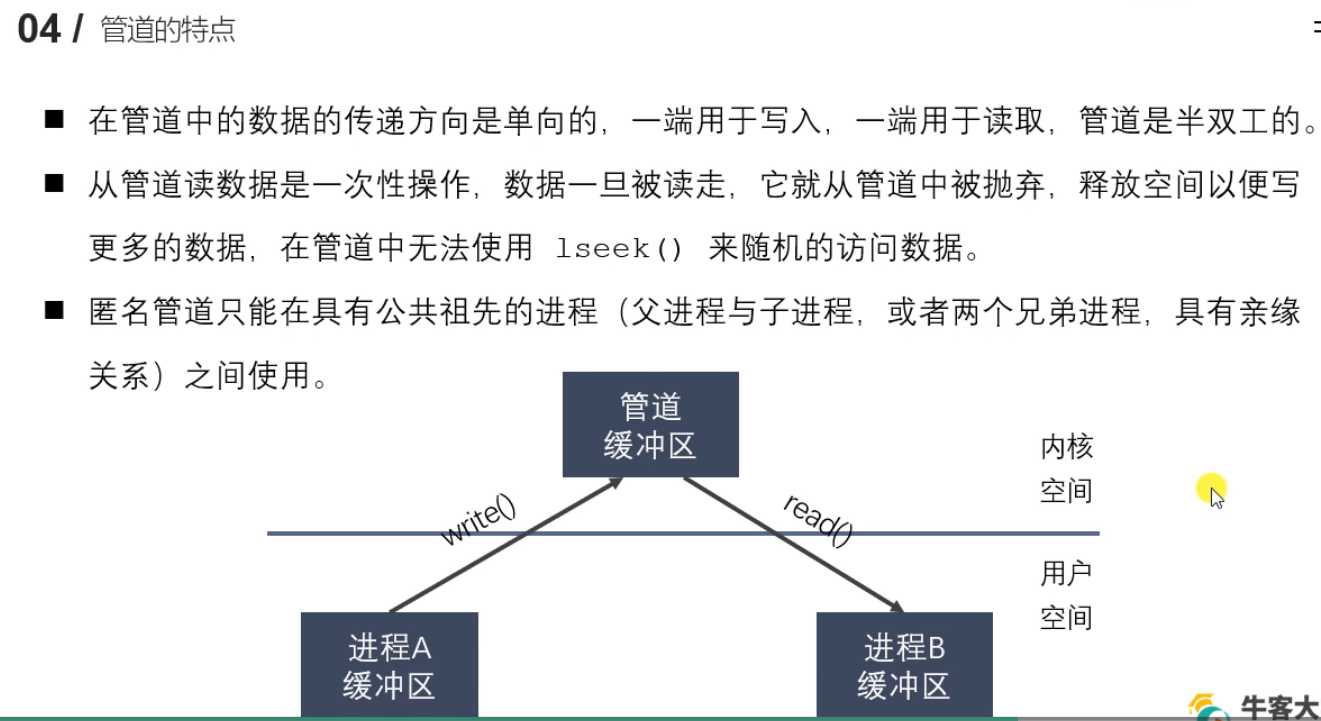 04 / 管道的特点
■ 在管道中的数据的传递方向是单向的，一端用于写入，一端用于读取，管道是半双工的。
■ 从管道读数据是一次性操作，数据一旦被读走，它就从管道中被抛弃，释放空间以便写
更多的数据，在管道中无法使用 lseek() 来随机的访问数据。
■ 匿名管道只能在具有公共祖先的进程（父进程与子进程，或者两个兄弟进程，具有亲缘
关系）之间使用。
管道
缓冲区
内核
空间
write()
read()
用户
空间
进程A
缓冲区
进程B
缓冲区
牛客大